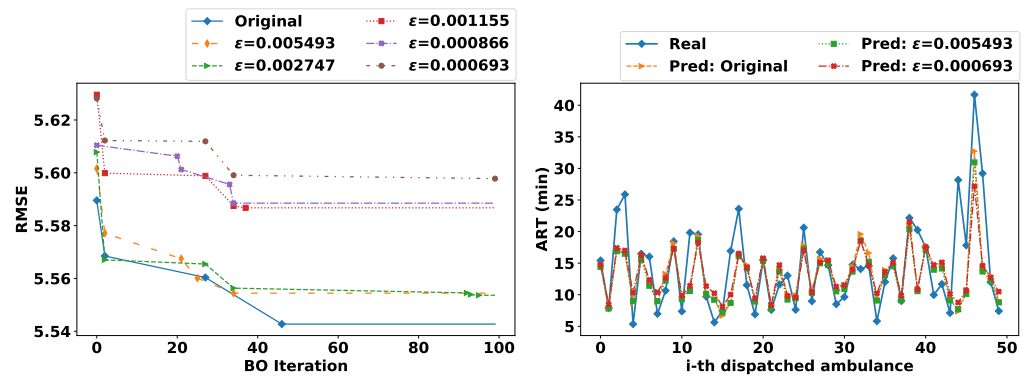 Original
ε=0.005493
ε=0.002747
ε=0.001155
ε=0.000866
ε=0.000693
RMSE
5.62
5.60
5.58
5.56
5.54
0 20 40 60 80 100
BO Iteration
Real
Pred: Original
Pred: ε=0.005493
Pred: ε=0.000693
ART (min)
40
35
30
25
20
15
10
5
0 10 20 30 40 50
i-th dispatched ambulance